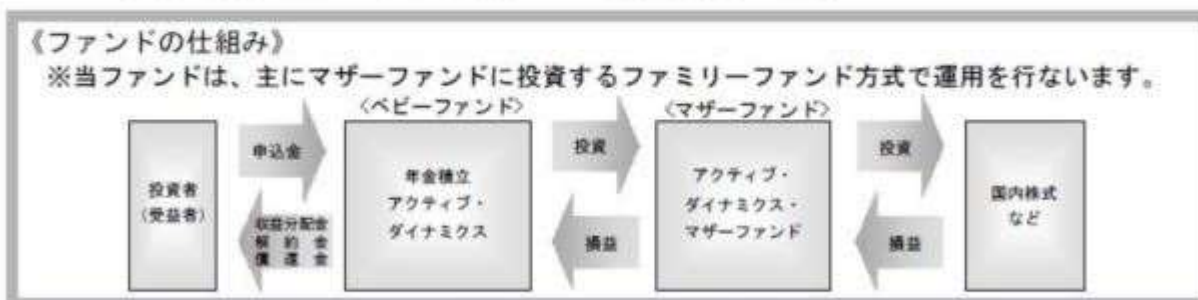 《ファンドの仕組み》
※当ファンドは、主にマザーファンドに投資するファミリーファンド方式で運用を行ないます。
〈ベビーファンド〉
〈マザーファンド〉
投資者
(受益者)
申込金
収益分配金
解約金
償還金
年金積立
アクティブ・
ダイナミクス
投資
損益
アクティブ・
ダイナミクス・
マザーファンド
投資
損益
国内株式
など